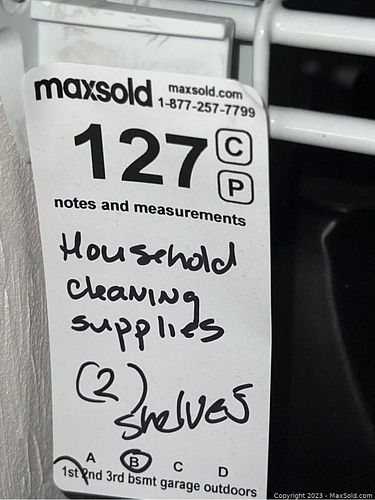 maxsold maxsold.com
1-877-257-7799
127 C
P
notes and measurements
Household
cleaning
supplies
(2)
shelves
A B C D
1st 2nd 3rd bsmt garage outdoors
Copyright 2023 - MaxSold.com